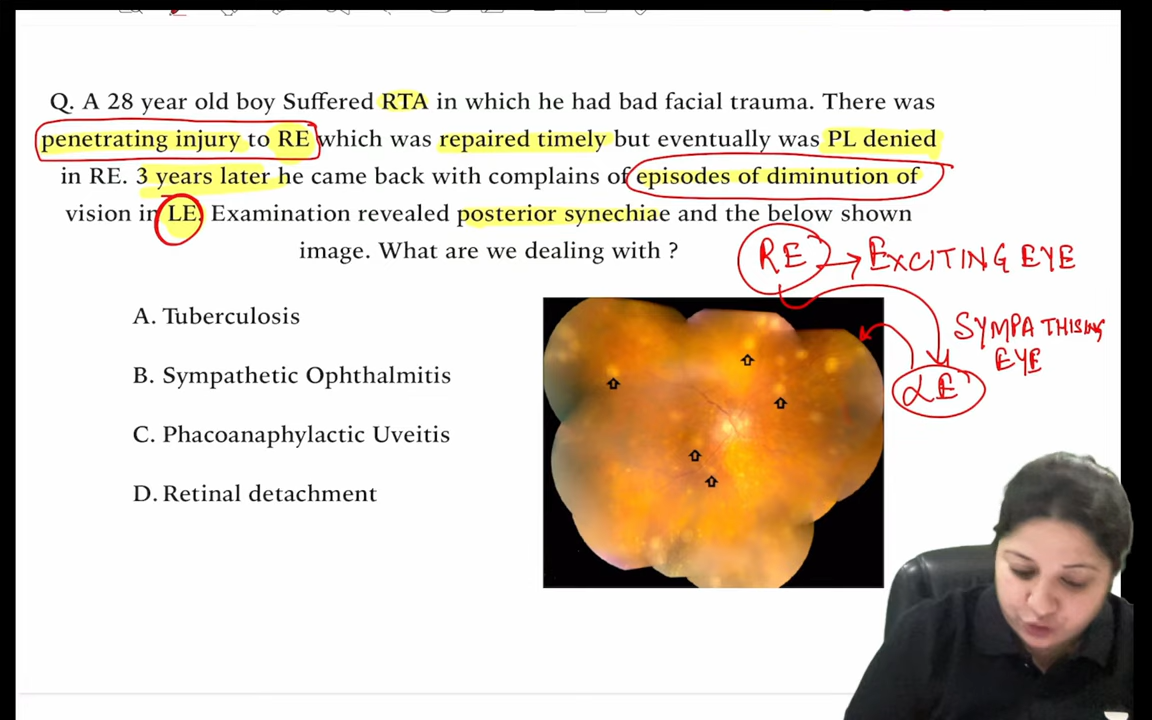 Q. A 28 year old boy Suffered RTA in which he had bad facial trauma. There was
penetrating injury to RE which was repaired timely but eventually was PL denied
in RE. 3 years later he came back with complains of episodes of diminution of
vision in LE. Examination revealed posterior synechiae and the below shown
image. What are we dealing with ?
RE → EXCITING EYE
A. Tuberculosis
B. Sympathetic Ophthalmitis
C. Phacoanaphylactic Uveitis
D. Retinal detachment
SYMPATHISING
EYE
LE